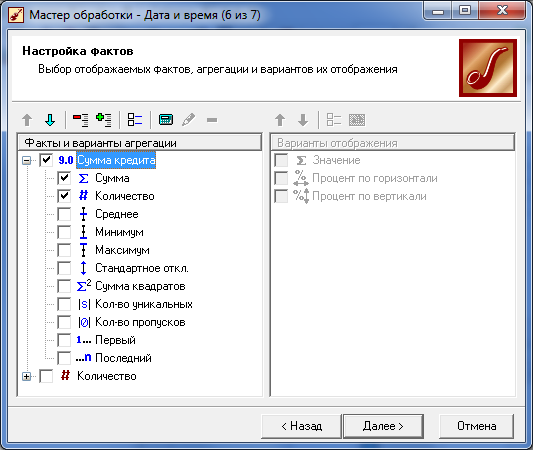 Мастер обработки - Дата и время (6 из 7)
Настройка фактов
Выбор отображаемых фактов, агрегации и вариантов их отображения
Факты и варианты агрегации
9.0 Сумма кредита
Σ Сумма
# Количество
Среднее
Минимум
Максимум
Стандартное откл.
Σ² Сумма квадратов
|S| Кол-во уникальных
|Ø| Кол-во пропусков
1... Первый
...n Последний
# Количество
Варианты отображения
Σ Значение
% Процент по горизонтали
% Процент по вертикали
< Назад
Далее >
Отмена